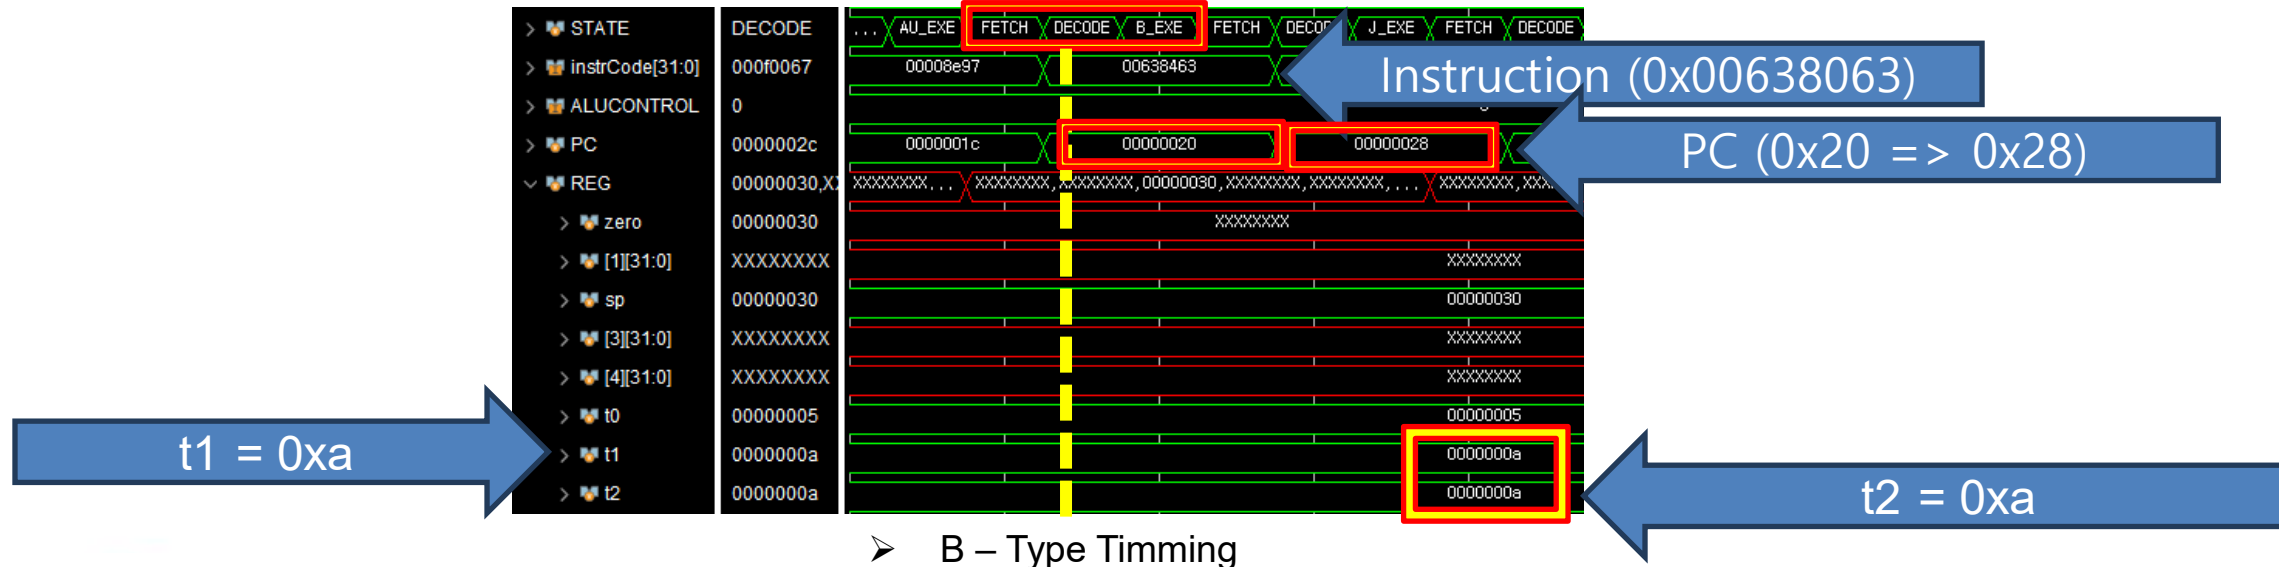 STATE DECODE ... AU_EXE FETCH DECODE B_EXE FETCH J_EXE FETCH DECODE
instrCode[31:0] 000f0067 00008e97 00638463
Instruction (0x00638063)
ALUCONTROL 0
PC 0000002c 0000001c 00000020 00000028
PC (0x20 => 0x28)
REG 00000030,X XXXXXXXX... XXXXXXXX,XXXXXXXX,00000030,XXXXXXXX,XXXXXXXX,... XXXXXXXX,XXX
zero 00000030 XXXXXXXX
[1][31:0] XXXXXXXX XXXXXXXX
sp 00000030 00000030
[3][31:0] XXXXXXXX XXXXXXXX
[4][31:0] XXXXXXXX XXXXXXXX
t0 00000005 00000005
t1 = 0xa
t1 0000000a 0000000a
t2 0000000a 0000000a
t2 = 0xa
➢ B – Type Timming